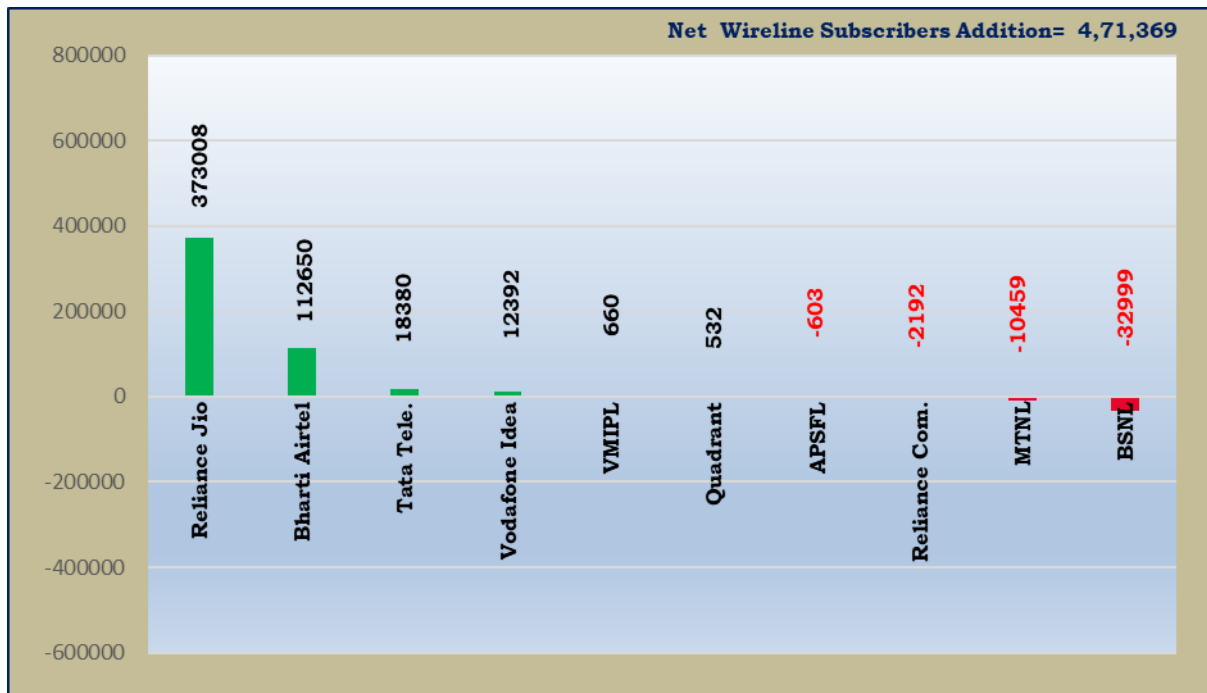 Net Wireline Subscribers Addition= 4,71,369
800000
600000
400000
200000
0
-200000
-400000
-600000
373008
112650
18380
12392
660
532
-603
-2192
-10459
-32999
Reliance Jio
Bharti Airtel
Tata Tele.
Vodafone Idea
VMIPL
Quadrant
APSFL
Reliance Com.
MTNL
BSNL